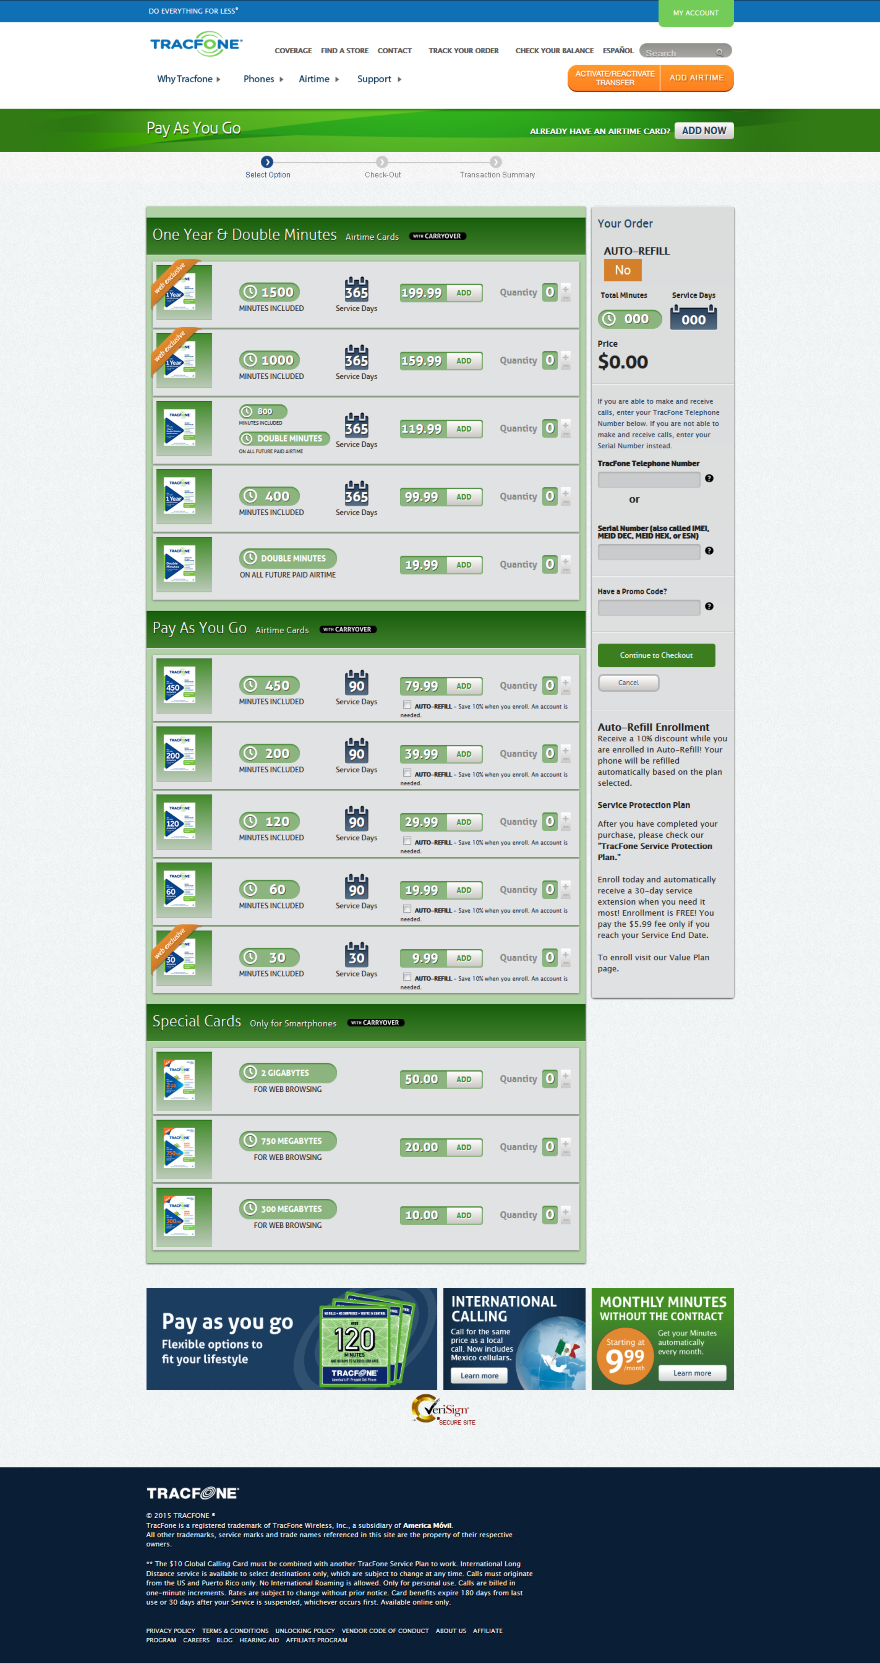 DO EVERYTHING FOR LESS®
MY ACCOUNT
TRACFONE
COVERAGE FIND A STORE CONTACT TRACK YOUR ORDER CHECK YOUR BALANCE ESPAÑOL Search
Why Tracfone Phones Airtime Support
ACTIVATE/REACTIVATE
TRANSFER
ADD AIRTIME
Pay As You Go
ALREADY HAVE AN AIRTIME CARD? ADD NOW
Select Option Check-Out Transaction Summary
One Year & Double Minutes Airtime Cards WITH CARRYOVER
web exclusive
1500 365 199.99 ADD Quantity 0
MINUTES INCLUDED Service Days
web exclusive
1000 365 159.99 ADD Quantity 0
MINUTES INCLUDED Service Days
800
MINUTES INCLUDED
DOUBLE MINUTES
ON ALL FUTURE PAID AIRTIME
365 119.99 ADD Quantity 0
Service Days
400 365 99.99 ADD Quantity 0
MINUTES INCLUDED Service Days
DOUBLE MINUTES 19.99 ADD Quantity 0
ON ALL FUTURE PAID AIRTIME
Pay As You Go Airtime Cards WITH CARRYOVER
450 90 79.99 ADD Quantity 0
MINUTES INCLUDED Service Days
AUTO-REFILL - Save 10% when you enroll. An account is
needed.
200 90 39.99 ADD Quantity 0
MINUTES INCLUDED Service Days
AUTO-REFILL - Save 10% when you enroll. An account is
needed.
120 90 29.99 ADD Quantity 0
MINUTES INCLUDED Service Days
AUTO-REFILL - Save 10% when you enroll. An account is
needed.
60 90 19.99 ADD Quantity 0
MINUTES INCLUDED Service Days
AUTO-REFILL - Save 10% when you enroll. An account is
needed.
web exclusive
30 30 9.99 ADD Quantity 0
MINUTES INCLUDED Service Days
AUTO-REFILL - Save 10% when you enroll. An account is
needed.
Special Cards Only for Smartphones WITH CARRYOVER
2 GIGABYTES 50.00 ADD Quantity 0
FOR WEB BROWSING
750 MEGABYTES 20.00 ADD Quantity 0
FOR WEB BROWSING
300 MEGABYTES 10.00 ADD Quantity 0
FOR WEB BROWSING
Your Order
AUTO-REFILL
No
Total Minutes Service Days
000 000
Price
$0.00
If you are able to make and receive
calls, enter your TracFone Telephone
Number below. If you are not able to
make and receive calls, enter your
Serial Number instead.
TracFone Telephone Number
or
Serial Number (also called IMEI,
MEID DEC, MEID HEX, or ESN)
Have a Promo Code?
Continue to Checkout
Cancel
Auto-Refill Enrollment
Receive a 10% discount while you
are enrolled in Auto-Refill! Your
phone will be refilled
automatically based on the plan
selected.
Service Protection Plan
After you have completed your
purchase, please check our
"TracFone Service Protection
Plan."
Enroll today and automatically
receive a 30-day service
extension when you need it
most! Enrollment is FREE! You
pay the $5.99 fee only if you
reach your Service End Date.
To enroll visit our Value Plan
page.
Pay as you go
Flexible options to
fit your lifestyle
120
MINUTES
TRACFONE
INTERNATIONAL
CALLING
Call for the same
price as a local
call. Now includes
Mexico cellulars.
Learn more
MONTHLY MINUTES
WITHOUT THE CONTRACT
Starting at
9.99
/month
Get your Minutes
automatically
every month.
Learn more
VeriSign
SECURE SITE
TRACFONE
© 2015 TRACFONE ®
TracFone is a registered trademark of TracFone Wireless, Inc., a subsidiary of America Móvil.
All other trademarks, service marks and trade names referenced in this site are the property of their respective
owners.
** The $10 Global Calling Card must be combined with another TracFone Service Plan to work. International Long
Distance service is available to select destinations only, which are subject to change at any time. Calls must originate
from the US and Puerto Rico only. No International Roaming is allowed. Only for personal use. Calls are billed in
one-minute increments. Rates are subject to change without prior notice. Card benefits expire 180 days from last
use or 30 days after your Service is suspended, whichever occurs first. Available online only.
PRIVACY POLICY TERMS & CONDITIONS UNLOCKING POLICY VENDOR CODE OF CONDUCT ABOUT US AFFILIATE
PROGRAM CAREERS BLOG HEARING AID AFFILIATE PROGRAM